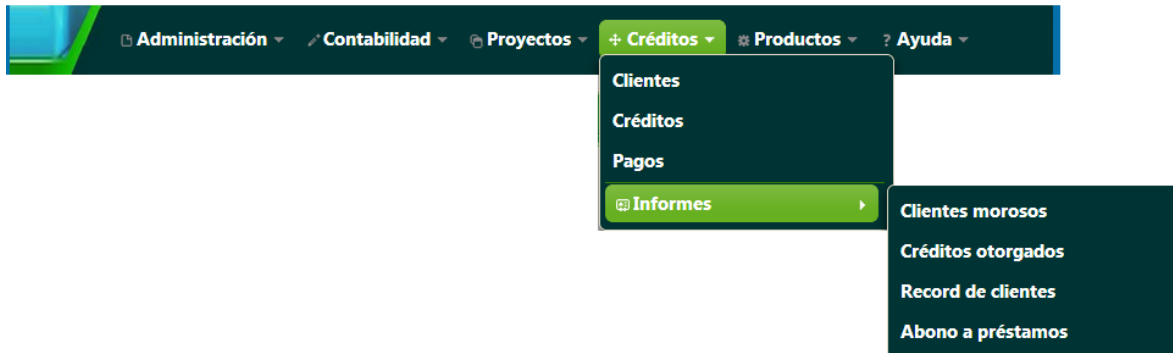 Administración Contabilidad Proyectos Créditos Productos ? Ayuda
Clientes
Créditos
Pagos
Informes
Clientes morosos
Créditos otorgados
Record de clientes
Abono a préstamos